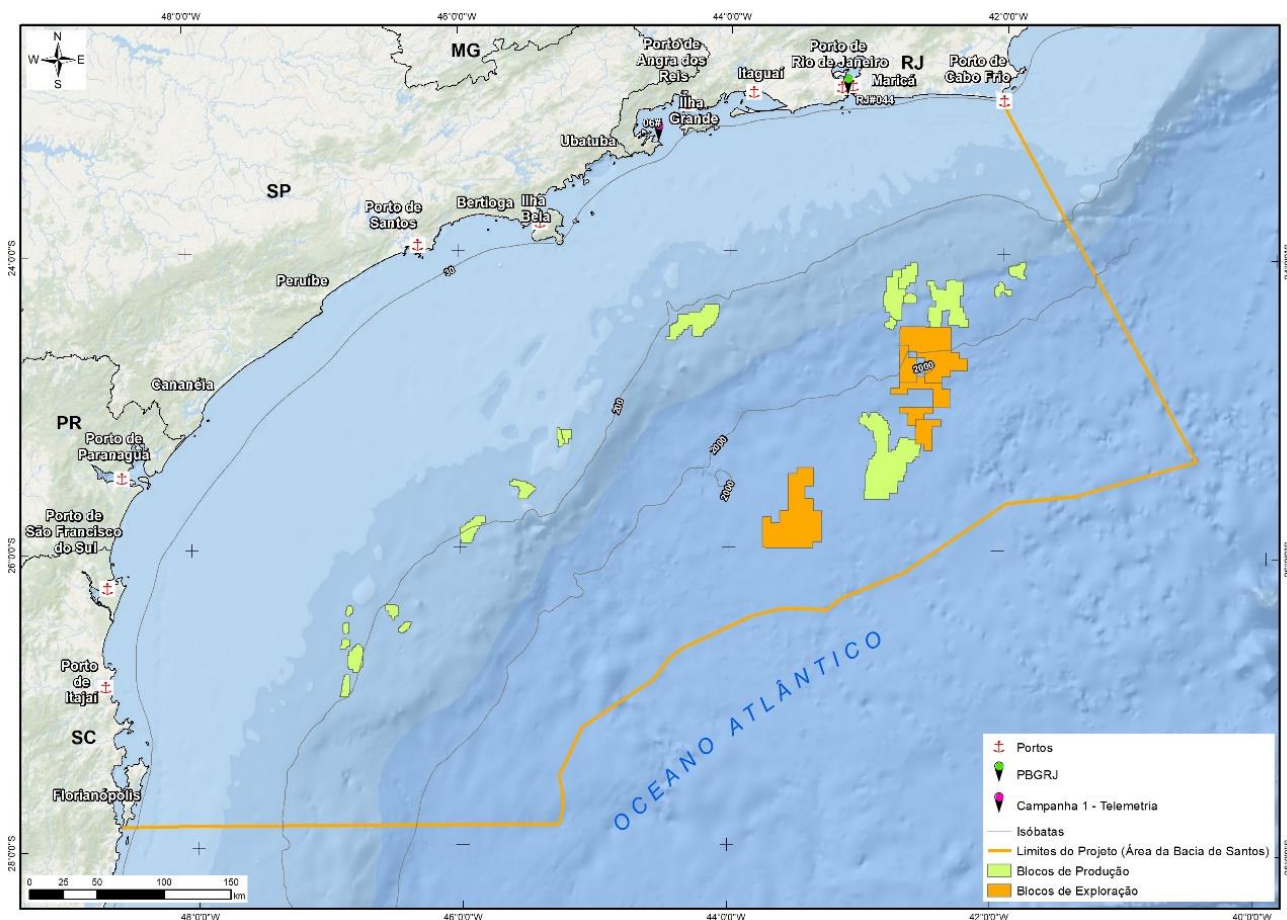 48°0'0"W
46°0'0"W
44°0'0"W
42°0'0"W
N
W
E
S
MG
Porto de
Angra dos
Reis
Itaguaí
Porto de
Rio de Janeiro
RJ
Maricá
Porto de
Cabo Frio
RJ#044
Ilha
Grande
06#
Ubatuba
SP
Bertioga
Ilha
Bela
Porto de
Santos
24°0'0"S
Peruíbe
50
200
2000
2000
2000
Cananéia
PR
Porto de
Paranaguá
Porto de
São Francisco
do Sul
26°0'0"S
Porto
de
Itajaí
SC
Florianópolis
OCEANO ATLÂNTICO
28°0'0"S
Portos
PBGRJ
Campanha 1 - Telemetria
Isóbatas
Limites do Projeto (Área da Bacia de Santos)
Blocos de Produção
Blocos de Exploração
0 25 50 100 150
km
48°0'0"W
46°0'0"W
44°0'0"W
42°0'0"W
40°0'0"W